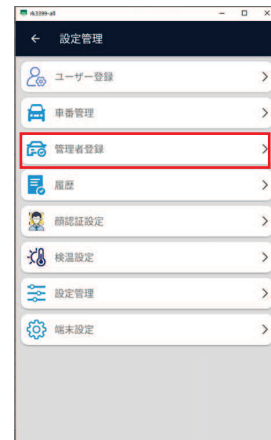 rk3399-all
設定管理
ユーザー登録
車番管理
管理者登録
履歴
顔認証設定
検温設定
設定管理
端末設定